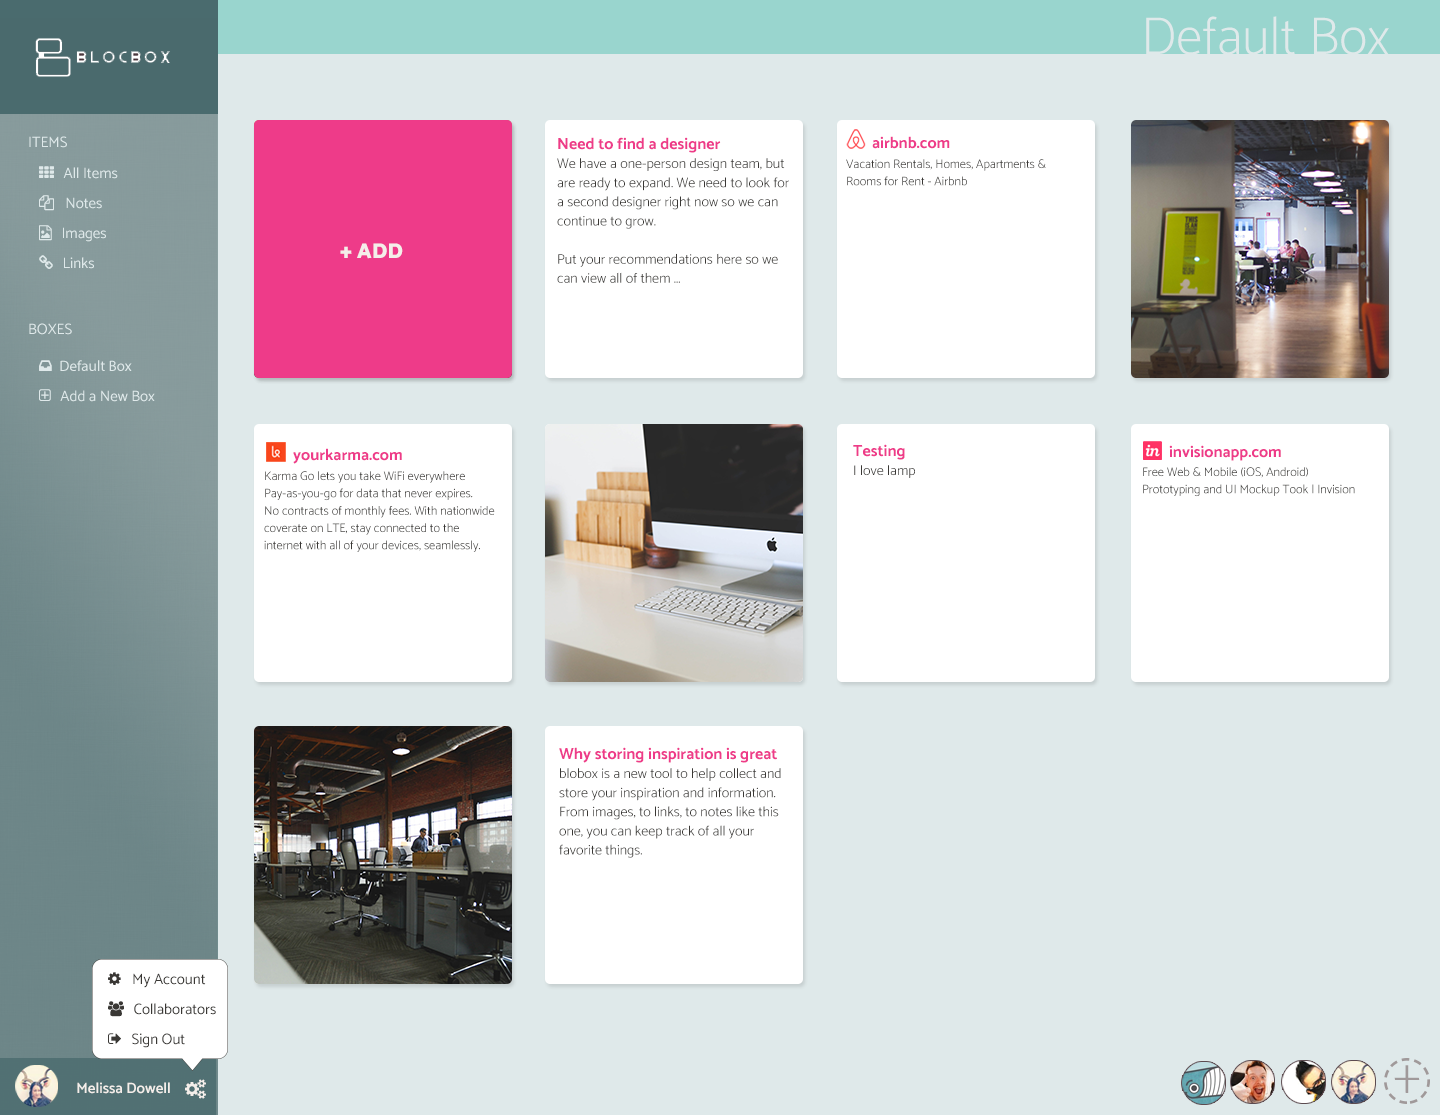 BLOCBOX
Default Box
ITEMS
All Items
Notes
Images
Links
BOXES
Default Box
Add a New Box
+ ADD
Need to find a designer
We have a one-person design team, but
are ready to expand. We need to look for
a second designer right now so we can
continue to grow.
Put your recommendations here so we
can view all of them ...
airbnb.com
Vacation Rentals, Homes, Apartments &
Rooms for Rent - Airbnb
THIS
IS AN
yourkarma.com
Karma Go lets you take WiFi everywhere
Pay-as-you-go for data that never expires.
No contracts of monthly fees. With nationwide
coverate on LTE, stay connected to the
internet with all of your devices, seamlessly.
Testing
I love lamp
in
invisionapp.com
Free Web & Mobile (iOS, Android)
Prototyping and UI Mockup Took I Invision
Why storing inspiration is great
blobox is a new tool to help collect and
store your inspiration and information.
From images, to links, to notes like this
one, you can keep track of all your
favorite things.
My Account
Collaborators
Sign Out
Melissa Dowell